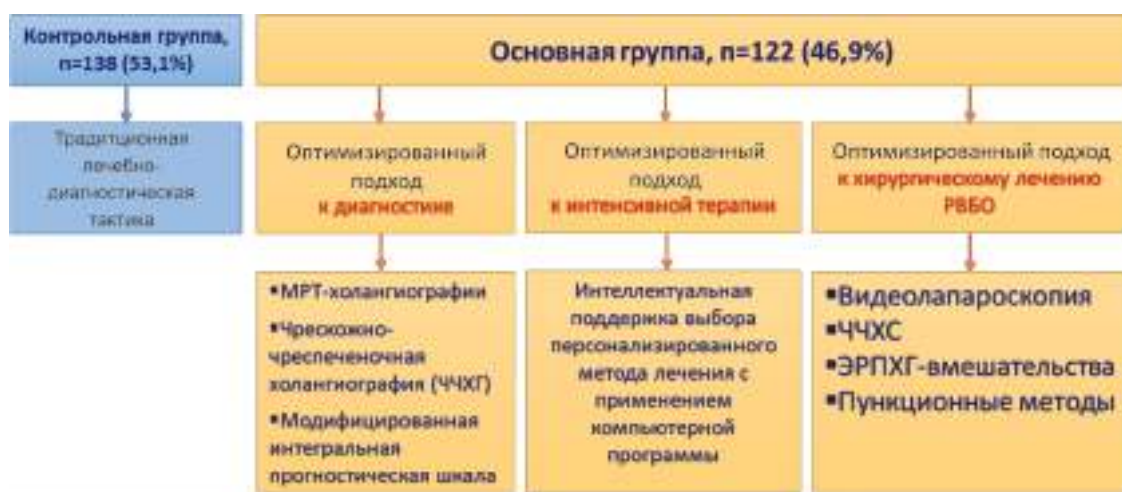 Контрольная группа,
n=138 (53,1%)
Основная группа, n=122 (46,9%)
Традитционная
лечебно-
диагностическая
тактика
Оптимизированный
подход
к диагностике
Оптимизированный
подход
к интенсивной терапии
Оптимизированный подход
к хирургическому лечению
РВБО
▪МРТ-холангиографии
▪Чрескожно-
чреспеченочная
холангиография (ЧЧХГ)
▪Модифицированная
интегральная
прогностическая шкала
Интеллектуальная
поддержка выбора
персонализированного
метода лечения с
применением
компьютерной
программы
▪Видеолапароскопия
▪ЧЧХС
▪ЭРПХГ-вмешательства
▪Пункционные методы